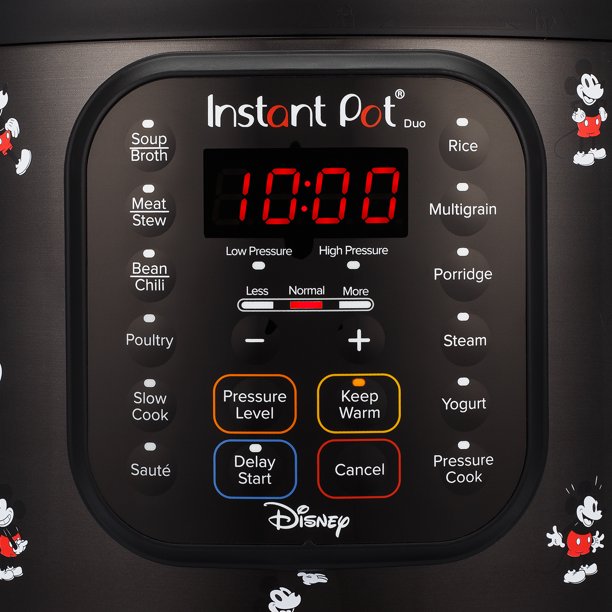 Instant Pot® Duo
Soup
Broth
Rice
10:00
Meat
Stew
Multigrain
Low Pressure
High Pressure
Bean
Chili
Porridge
Less
Normal
More
Poultry
−
+
Steam
Slow
Cook
Pressure
Level
Keep
Warm
Yogurt
Sauté
Delay
Start
Cancel
Pressure
Cook
Disney